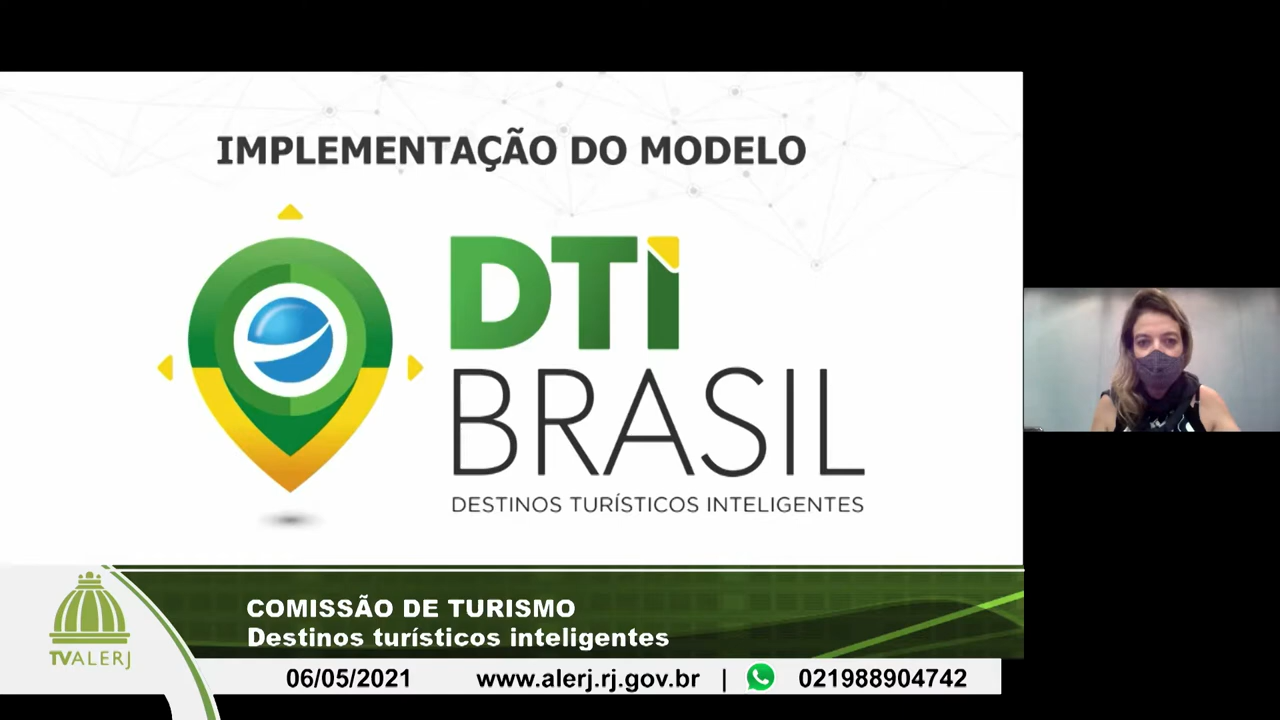 IMPLEMENTAÇÃO DO MODELO
DTI
BRASIL
DESTINOS TURÍSTICOS INTELIGENTES
COMISSÃO DE TURISMO
Destinos turísticos inteligentes
TVALERJ
06/05/2021 www.alerj.rj.gov.br | 021988904742